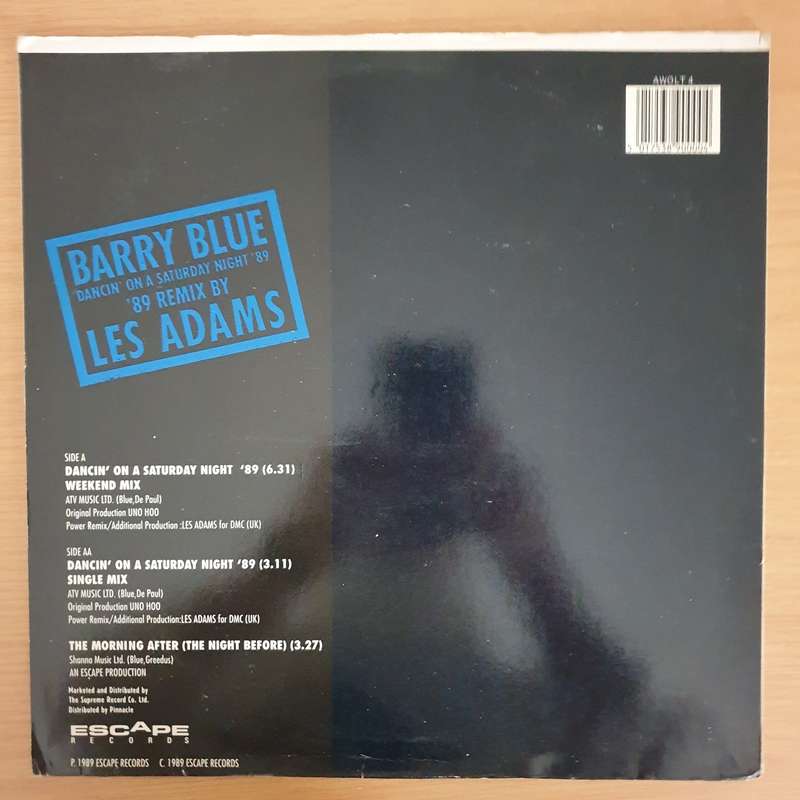 AWOLT 4
BARRY BLUE
'DANCIN' ON A SATURDAY NIGHT '89
'89 REMIX BY
LES ADAMS
SIDE A
DANCIN' ON A SATURDAY NIGHT '89 (6.31)
WEEKEND MIX
ATV MUSIC LTD. (Blue,De Paul)
Original Production UNO HOO
Power Remix/Additional Production :LES ADAMS for DMC (UK)
SIDE AA
DANCIN' ON A SATURDAY NIGHT '89 (3.11)
SINGLE MIX
ATV MUSIC LTD. (Blue,De Paul)
Original Production UNO HOO
Power Remix/Additional Production:LES ADAMS for DMC (UK)
THE MORNING AFTER (THE NIGHT BEFORE) (3.27)
Shanna Music Ltd. (Blue,Greedus)
AN ESCAPE PRODUCTION
Marketed and Distributed by
The Supreme Record Co. Ltd.
Distributed by Pinnacle
ESCAPE
RECORDS
P. 1989 ESCAPE RECORDS C. 1989 ESCAPE RECORDS